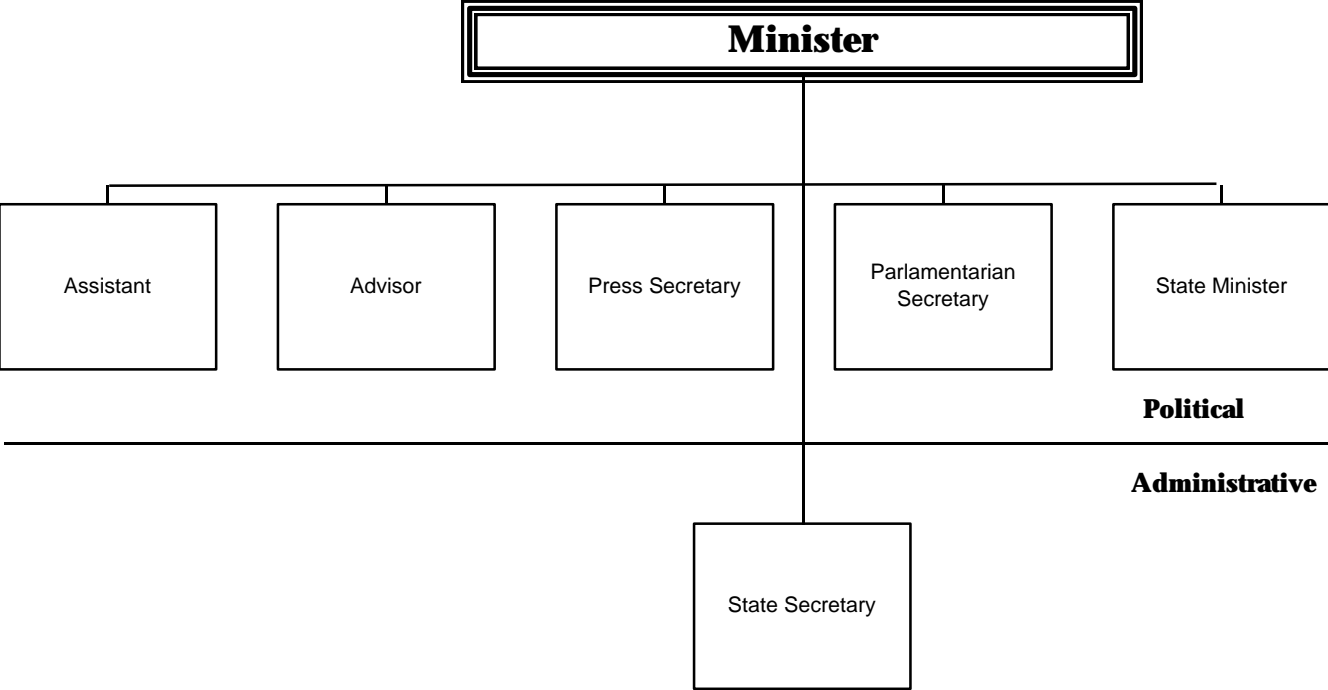 Minister
Assistant
Advisor
Press Secretary
Parlamentarian
Secretary
State Minister
Political
Administrative
State Secretary